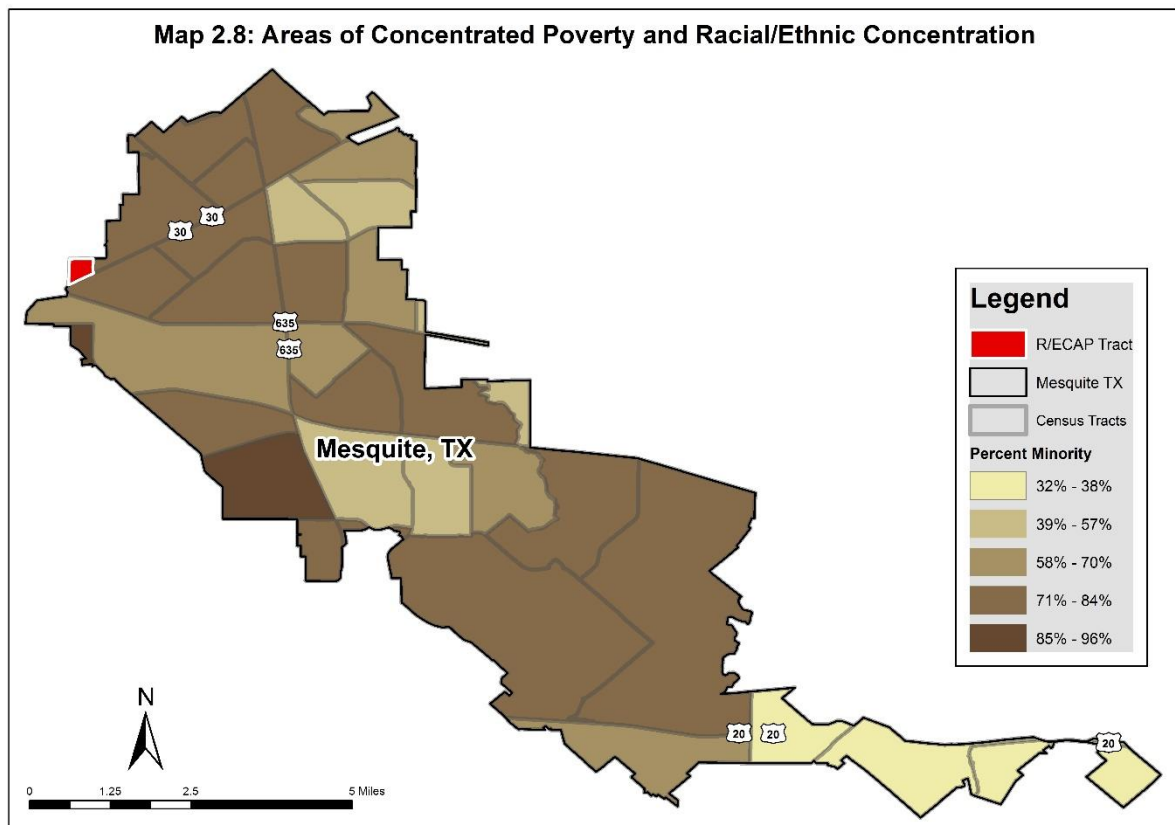 Map 2.8: Areas of Concentrated Poverty and Racial/Ethnic Concentration
30
30
635
635
Mesquite, TX
20
20
20
Legend
R/ECAP Tract
Mesquite TX
Census Tracts
Percent Minority
32% - 38%
39% - 57%
58% - 70%
71% - 84%
85% - 96%
N
0 1.25 2.5 5 Miles